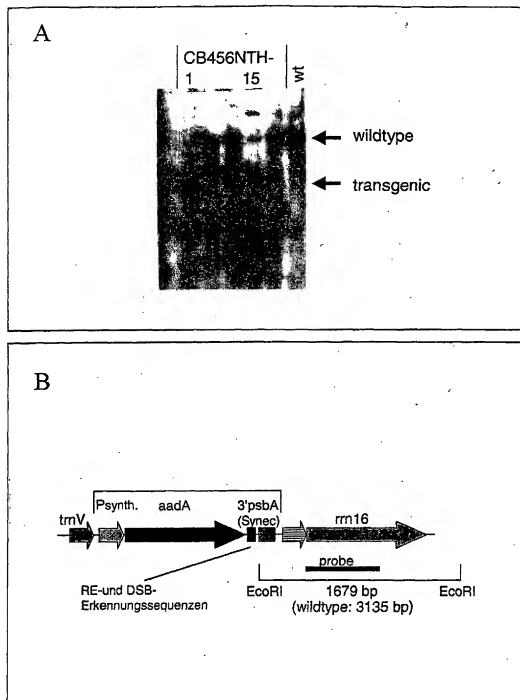 A
CB456NTH-
1 15 wt
wildtype
transgenic
B
Psynth. aadA 3'psbA
(Synec)
trnV rrn16
probe
RE-und DSB-
Erkennungssequenzen
EcoRI 1679 bp EcoRI
(wildtype: 3135 bp)